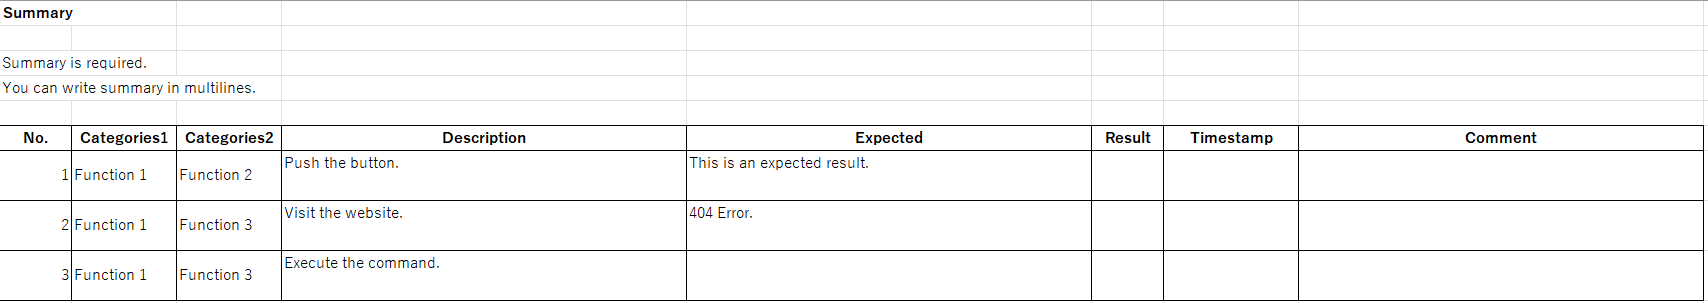 Summary
Summary is required.
You can write summary in multilines.
No. Categories1 Categories2 Description Expected Result Timestamp Comment
1 Function 1 Function 2 Push the button. This is an expected result.
2 Function 1 Function 3 Visit the website. 404 Error.
3 Function 1 Function 3 Execute the command.